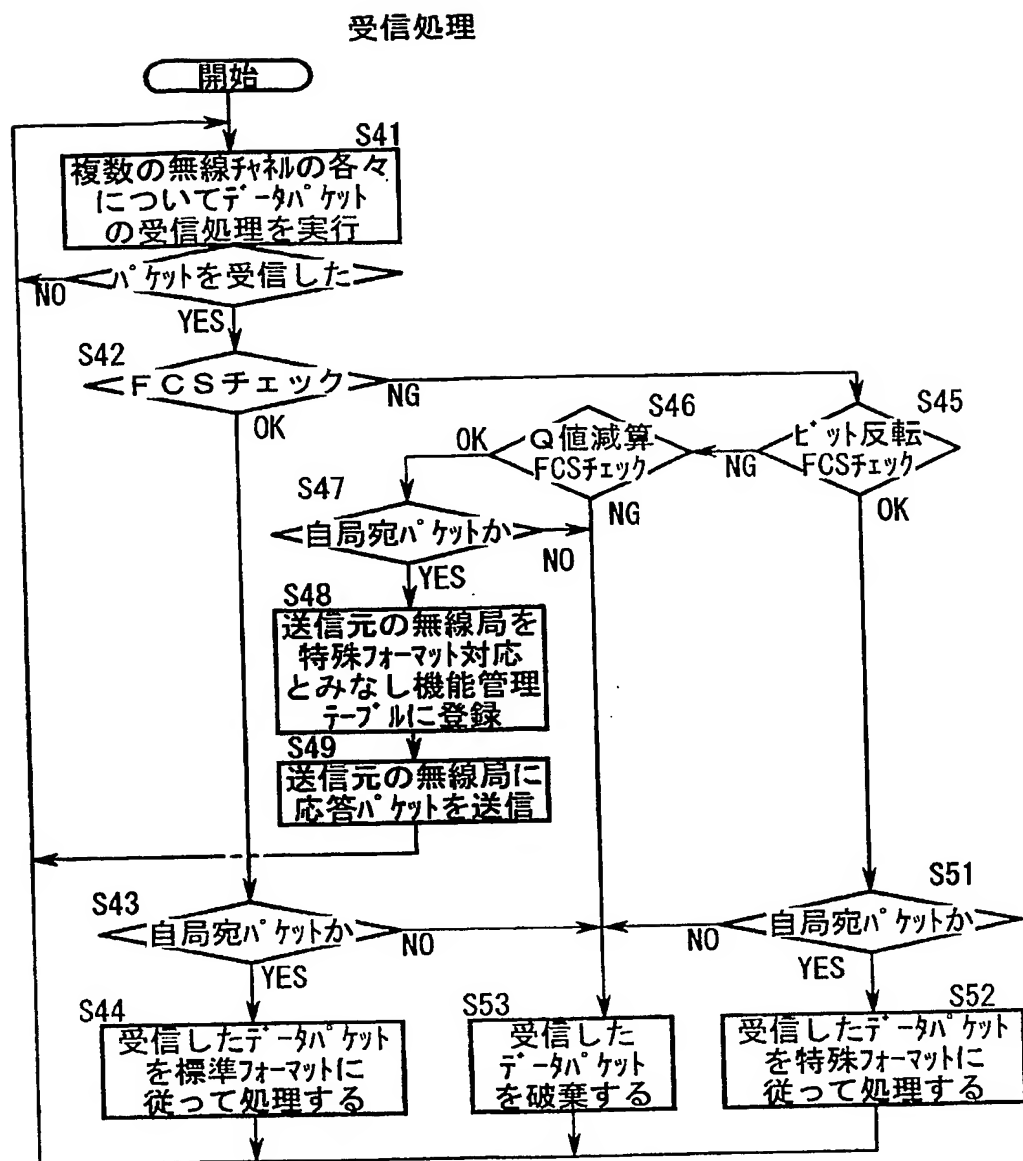 受信処理
開始
S41
複数の無線チャネルの各々
についてデータパケット
の受信処理を実行
パケットを受信した
NO
YES
S42
FCSチェック
NG
OK
S45
ビット反転
FCSチェック
NG
OK
S46
Q値減算
FCSチェック
OK
NG
S47
自局宛パケットか
NO
YES
S48
送信元の無線局を
特殊フォーマット対応
とみなし機能管理
テーブルに登録
S49
送信元の無線局に
応答パケットを送信
S43
自局宛パケットか
NO
YES
S51
自局宛パケットか
NO
YES
S44
受信したデータパケット
を標準フォーマットに
従って処理する
S53
受信した
データパケット
を破棄する
S52
受信したデータパケット
を特殊フォーマットに
従って処理する